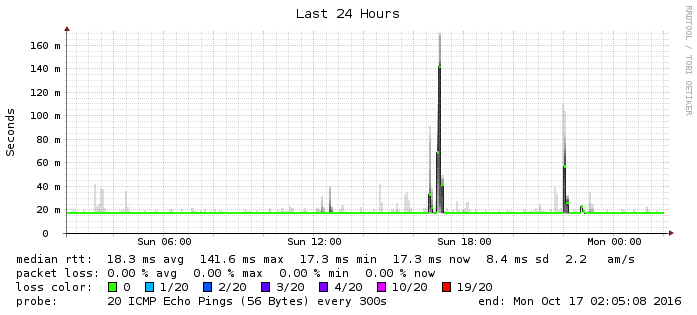 Last 24 Hours
RRDTOOL / TOBI OETIKER
Seconds
160 m
140 m
120 m
100 m
80 m
60 m
40 m
20 m
0
Sun 06:00 Sun 12:00 Sun 18:00 Mon 00:00
median rtt: 18.3 ms avg 141.6 ms max 17.3 ms min 17.3 ms now 8.4 ms sd 2.2 am/s
packet loss: 0.00 % avg 0.00 % max 0.00 % min 0.00 % now
loss color: 0 1/20 2/20 3/20 4/20 10/20 19/20
probe: 20 ICMP Echo Pings (56 Bytes) every 300s end: Mon Oct 17 02:05:08 2016